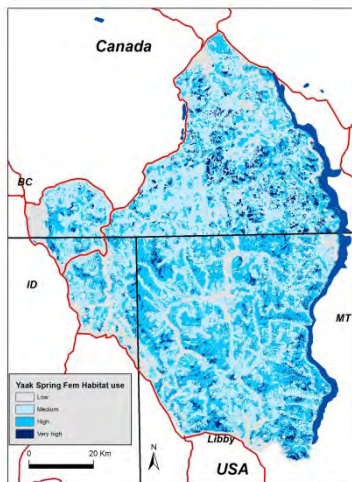 Canada
BC
ID
MT
Yaak Spring Fem Habitat use
Low
Medium
High
Very high
0 20 Km
N
Libby
USA